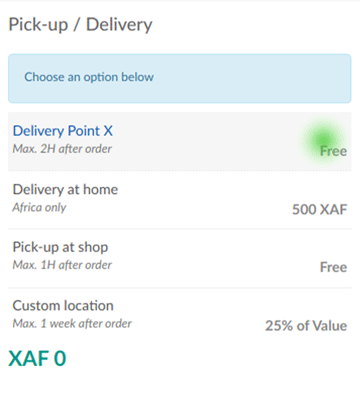 Pick-up / Delivery
Choose an option below
Delivery Point X
Max. 2H after order
Free
Delivery at home
Africa only
500 XAF
Pick-up at shop
Max. 1H after order
Free
Custom location
Max. 1 week after order
25% of Value
XAF 0